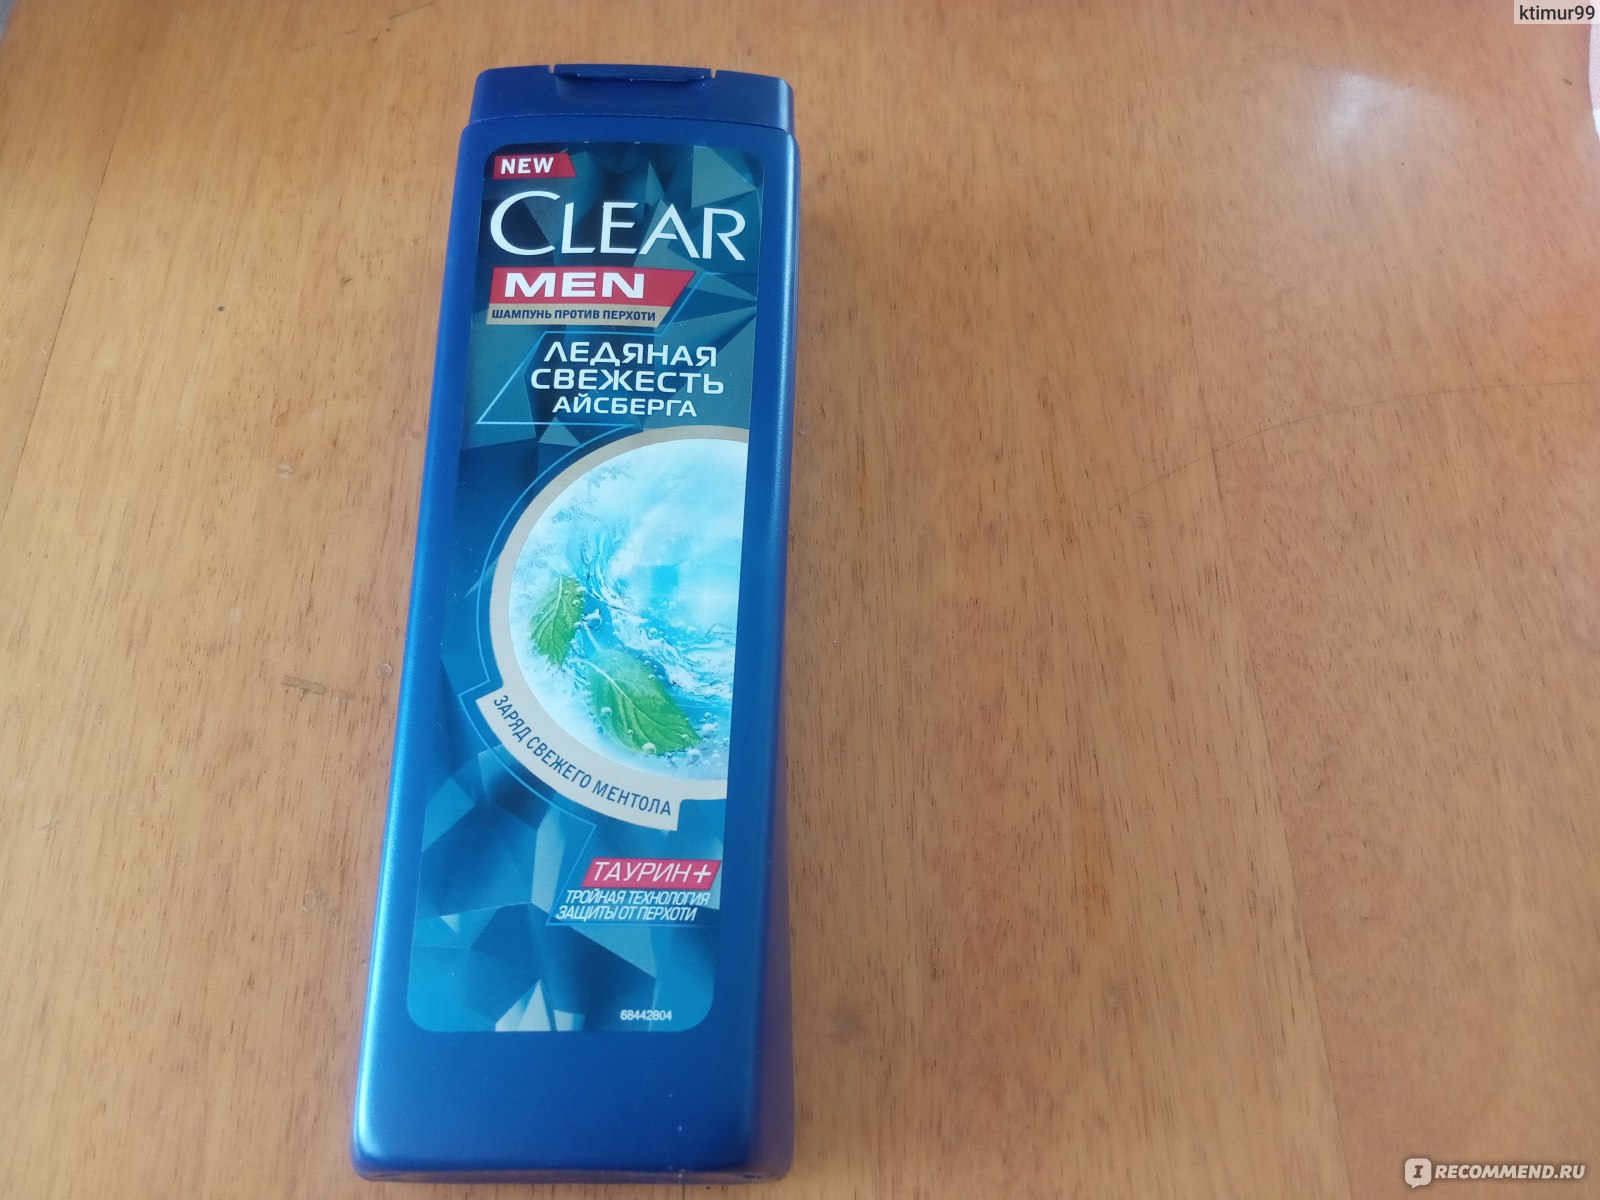 ktimur99
NEW
CLEAR
MEN
ШАМПУНЬ ПРОТИВ ПЕРХОТИ
ЛЕДЯНАЯ
СВЕЖЕСТЬ
АЙСБЕРГА
ЗАРЯД СВЕЖЕГО МЕНТОЛА
ТАУРИН+
ТРОЙНАЯ ТЕХНОЛОГИЯ
ЗАЩИТЫ ОТ ПЕРХОТИ
68442804
IRECOMMEND.RU